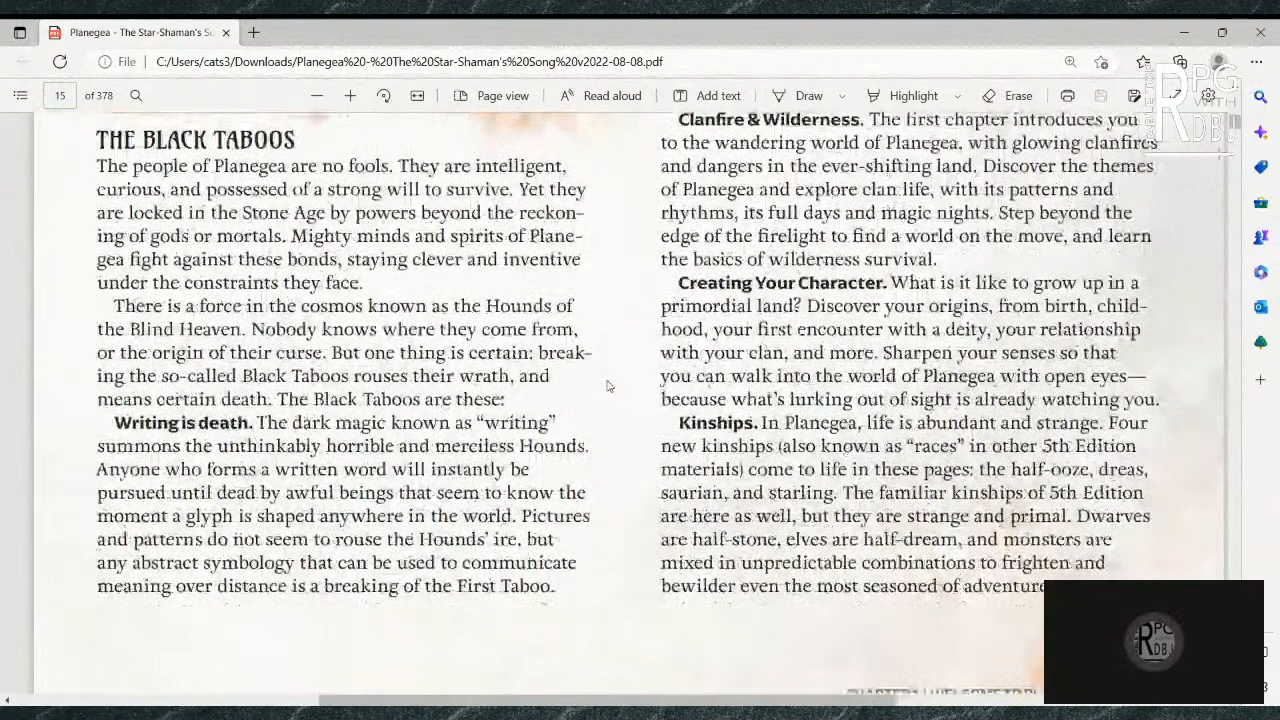 Planegea - The Star-Shaman's So
File
C:/Users/cats3/Downloads/Planegea%20-%20The%20Star-Shaman's%20Song%20v2022-08-08.pdf
15 of 378
Page view
Read aloud
Add text
Draw
Highlight
Erase
RPG
WITH
RDBJ
TABLE TOP
THE BLACK TABOOS
The people of Planegea are no fools. They are intelligent,
curious, and possessed of a strong will to survive. Yet they
are locked in the Stone Age by powers beyond the reckon-
ing of gods or mortals. Mighty minds and spirits of Plane-
gea fight against these bonds, staying clever and inventive
under the constraints they face.
There is a force in the cosmos known as the Hounds of
the Blind Heaven. Nobody knows where they come from,
or the origin of their curse. But one thing is certain: break-
ing the so-called Black Taboos rouses their wrath, and
means certain death. The Black Taboos are these:
Writing is death. The dark magic known as “writing”
summons the unthinkably horrible and merciless Hounds.
Anyone who forms a written word will instantly be
pursued until dead by awful beings that seem to know the
moment a glyph is shaped anywhere in the world. Pictures
and patterns do not seem to rouse the Hounds’ ire, but
any abstract symbology that can be used to communicate
meaning over distance is a breaking of the First Taboo.
Clanfire & Wilderness. The first chapter introduces you
to the wandering world of Planegea, with glowing clanfires
and dangers in the ever-shifting land. Discover the themes
of Planegea and explore clan life, with its patterns and
rhythms, its full days and magic nights. Step beyond the
edge of the firelight to find a world on the move, and learn
the basics of wilderness survival.
Creating Your Character. What is it like to grow up in a
primordial land? Discover your origins, from birth, child-
hood, your first encounter with a deity, your relationship
with your clan, and more. Sharpen your senses so that
you can walk into the world of Planegea with open eyes—
because what’s lurking out of sight is already watching you.
Kinships. In Planegea, life is abundant and strange. Four
new kinships (also known as “races” in other 5th Edition
materials) come to life in these pages: the half-ooze, dreas,
saurian, and starling. The familiar kinships of 5th Edition
are here as well, but they are strange and primal. Dwarves
are half-stone, elves are half-dream, and monsters are
mixed in unpredictable combinations to frighten and
bewilder even the most seasoned of adventure
RPG
RDBJ